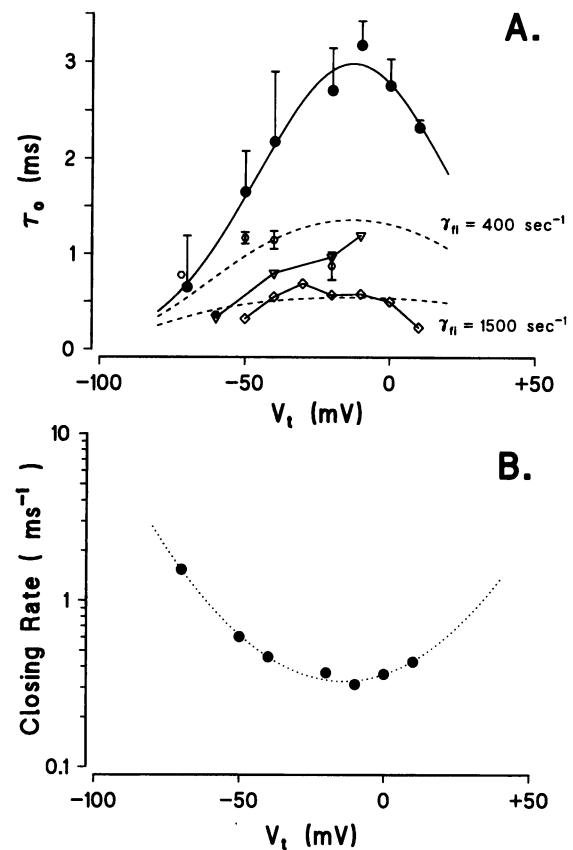 A.
3
2
1
0
τo (ms)
γfl = 400 sec⁻¹
γfl = 1500 sec⁻¹
-100
-50
0
+50
Vt (mV)
B.
10
1
0.1
Closing Rate ( ms⁻¹ )
-100
-50
0
+50
Vt (mV)